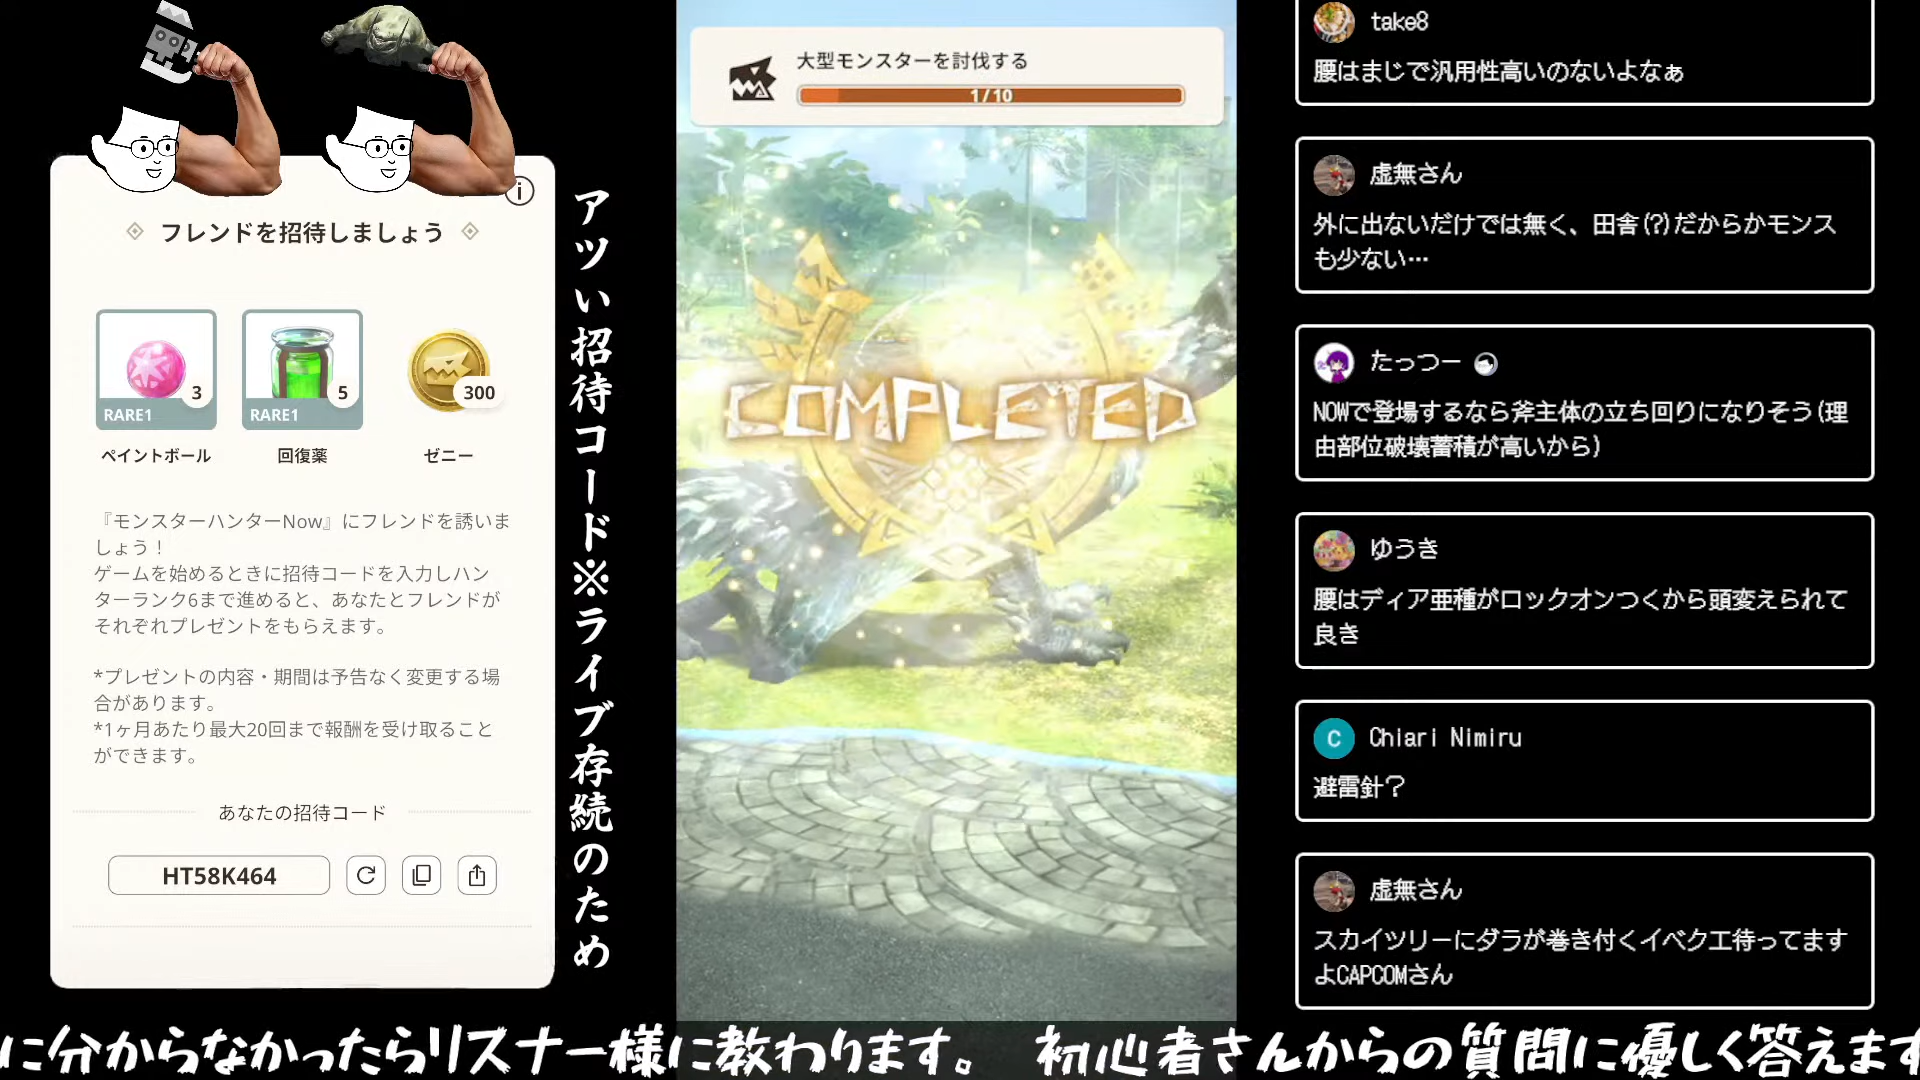 フレンドを招待しましょう
3
RARE1
ペイントボール
5
RARE1
回復薬
300
ゼニー
『モンスターハンターNow』にフレンドを誘いま
しょう！
ゲームを始めるときに招待コードを入力しハン
ターランク6まで進めると、あなたとフレンドが
それぞれプレゼントをもらえます。
*プレゼントの内容・期間は予告なく変更する場
合があります。
*1ヶ月あたり最大20回まで報酬を受け取ること
ができます。
あなたの招待コード
HT58K464
アツい招待コード※ライブ存続のため
大型モンスターを討伐する
1/10
COMPLETED
take8
腰はまじで汎用性高いのないよなぁ
虚無さん
外に出ないだけでは無く、田舎(?)だからかモンス
も少ない…
たっつー
NOWで登場するなら斧主体の立ち回りになりそう(理
由部位破壊蓄積が高いから)
ゆうき
腰はディア亜種がロックオンつくから頭変えられて
良き
C
Chiari Nimiru
避雷針？
虚無さん
スカイツリーにダラが巻き付くイベクエ待ってます
よCAPCOMさん
に分からなかったらリスナー様に教わります。 初心者さんからの質問に優しく答えます